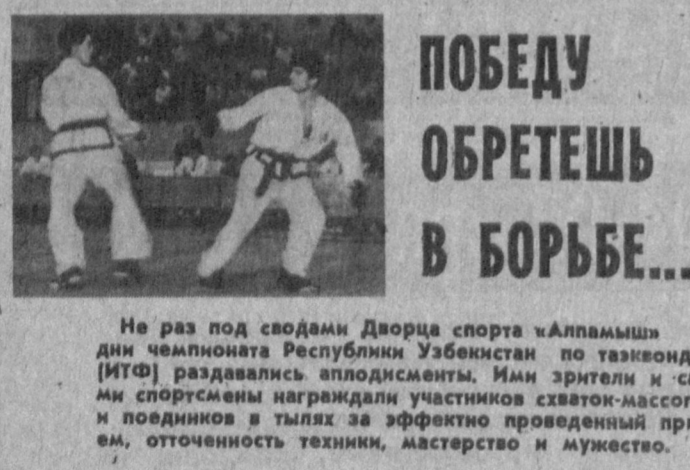 ПОБЕДУ
ОБРЕТЕШЬ
В БОРЬБЕ...
Не раз под сводами Дворца спорта «Алпамыш»
дни чемпионата Республики Узбекистан по таэквонд
(ИТФ) раздавались аплодисменты. Ими зрители и с
ми спортсмены награждали участников схваток-массог
и поединков в тылях за эффектно проведенный при
ем, отточенность техники, мастерство и мужество.